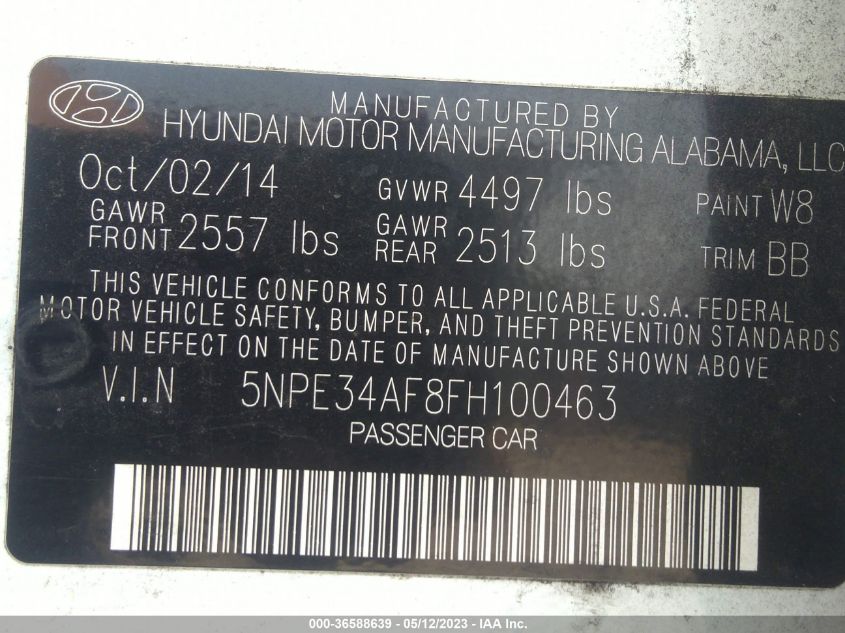 MANUFACTURED BY
HYUNDAI MOTOR MANUFACTURING ALABAMA, LLC
Oct/02/14 GVWR 4497 lbs PAINT W8
GAWR FRONT 2557 lbs GAWR REAR 2513 lbs TRIM BB
THIS VEHICLE CONFORMS TO ALL APPLICABLE U.S.A. FEDERAL
MOTOR VEHICLE SAFETY, BUMPER, AND THEFT PREVENTION STANDARDS
IN EFFECT ON THE DATE OF MANUFACTURE SHOWN ABOVE
V.I.N 5NPE34AF8FH100463
PASSENGER CAR
000-36588639 - 05/12/2023 - IAA Inc.